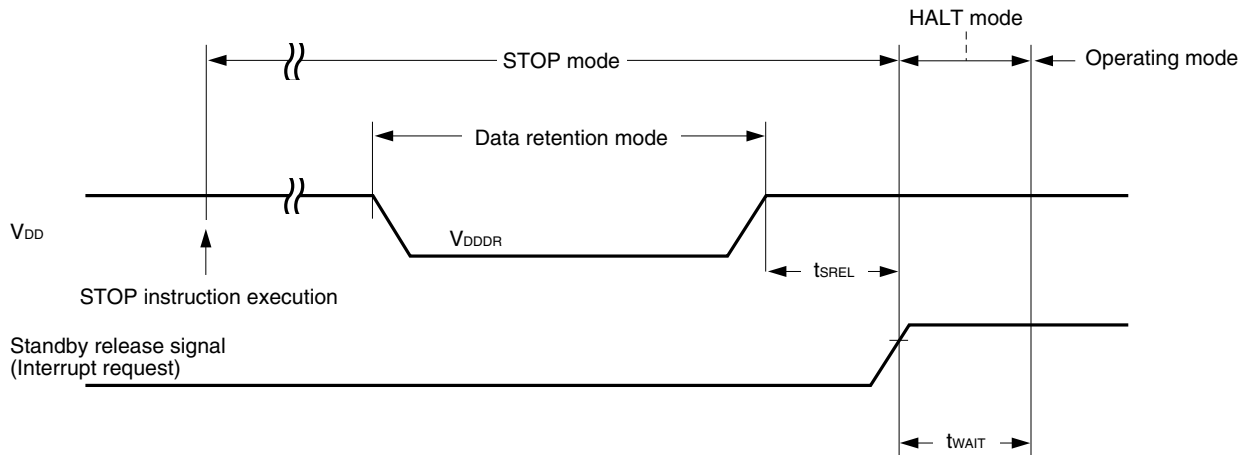 HALT mode
STOP mode
Operating mode
Data retention mode
VDD
VDDDR
tSREL
STOP instruction execution
Standby release signal
(Interrupt request)
tWAIT